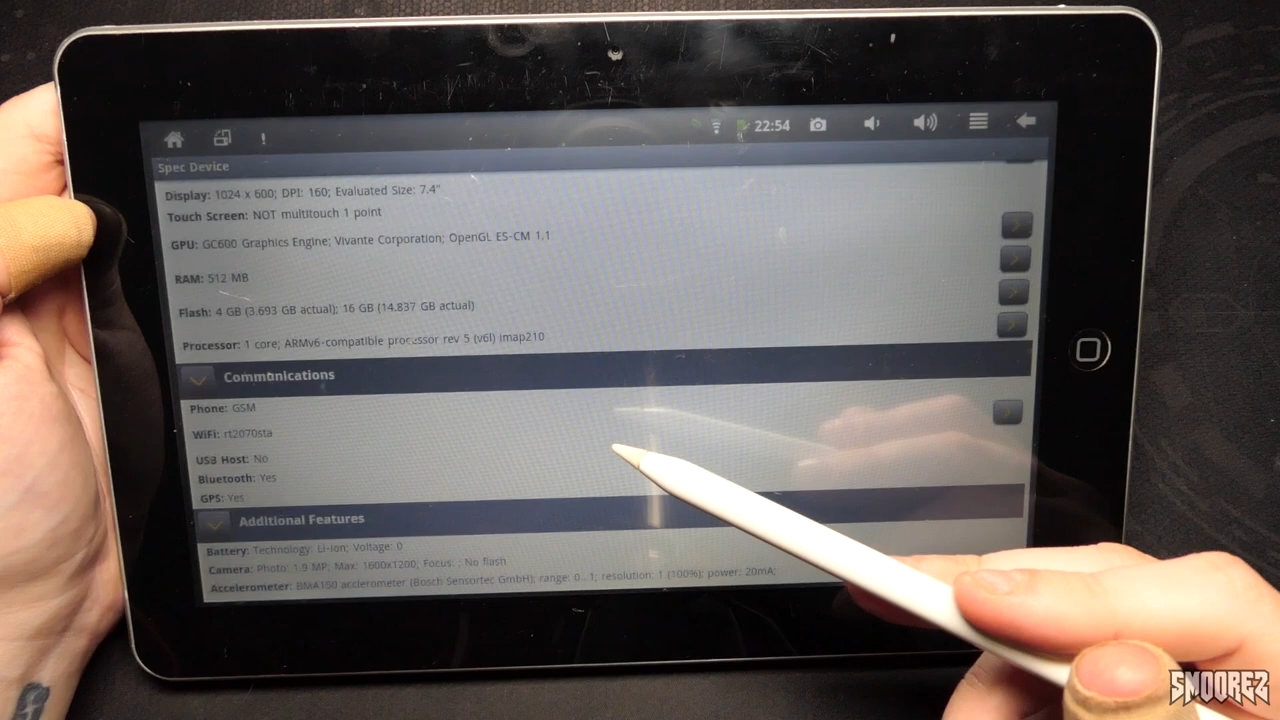 22:54
Spec Device
Display: 1024 x 600; DPI: 160; Evaluated Size: 7.4"
Touch Screen: NOT multitouch 1 point
GPU: GC600 Graphics Engine; Vivante Corporation; OpenGL ES-CM 1.1
RAM: 512 MB
Flash: 4 GB (3.693 GB actual); 16 GB (14.837 GB actual)
Processor: 1 core; ARMv6-compatible processor rev 5 (v6l) imap210
Communications
Phone: GSM
WiFi: rt2070sta
USB Host: No
Bluetooth: Yes
GPS: Yes
Additional Features
Battery: Technology: Li-ion; Voltage: 0
Camera: Photo: 1.9 MP; Max: 1600x1200, Focus: ; No flash
Accelerometer: BMA150 acclerometer (Bosch Sensortec GmbH); range: 0...1; resolution: 1 (100%); power: 20mA;
SMOOREZ